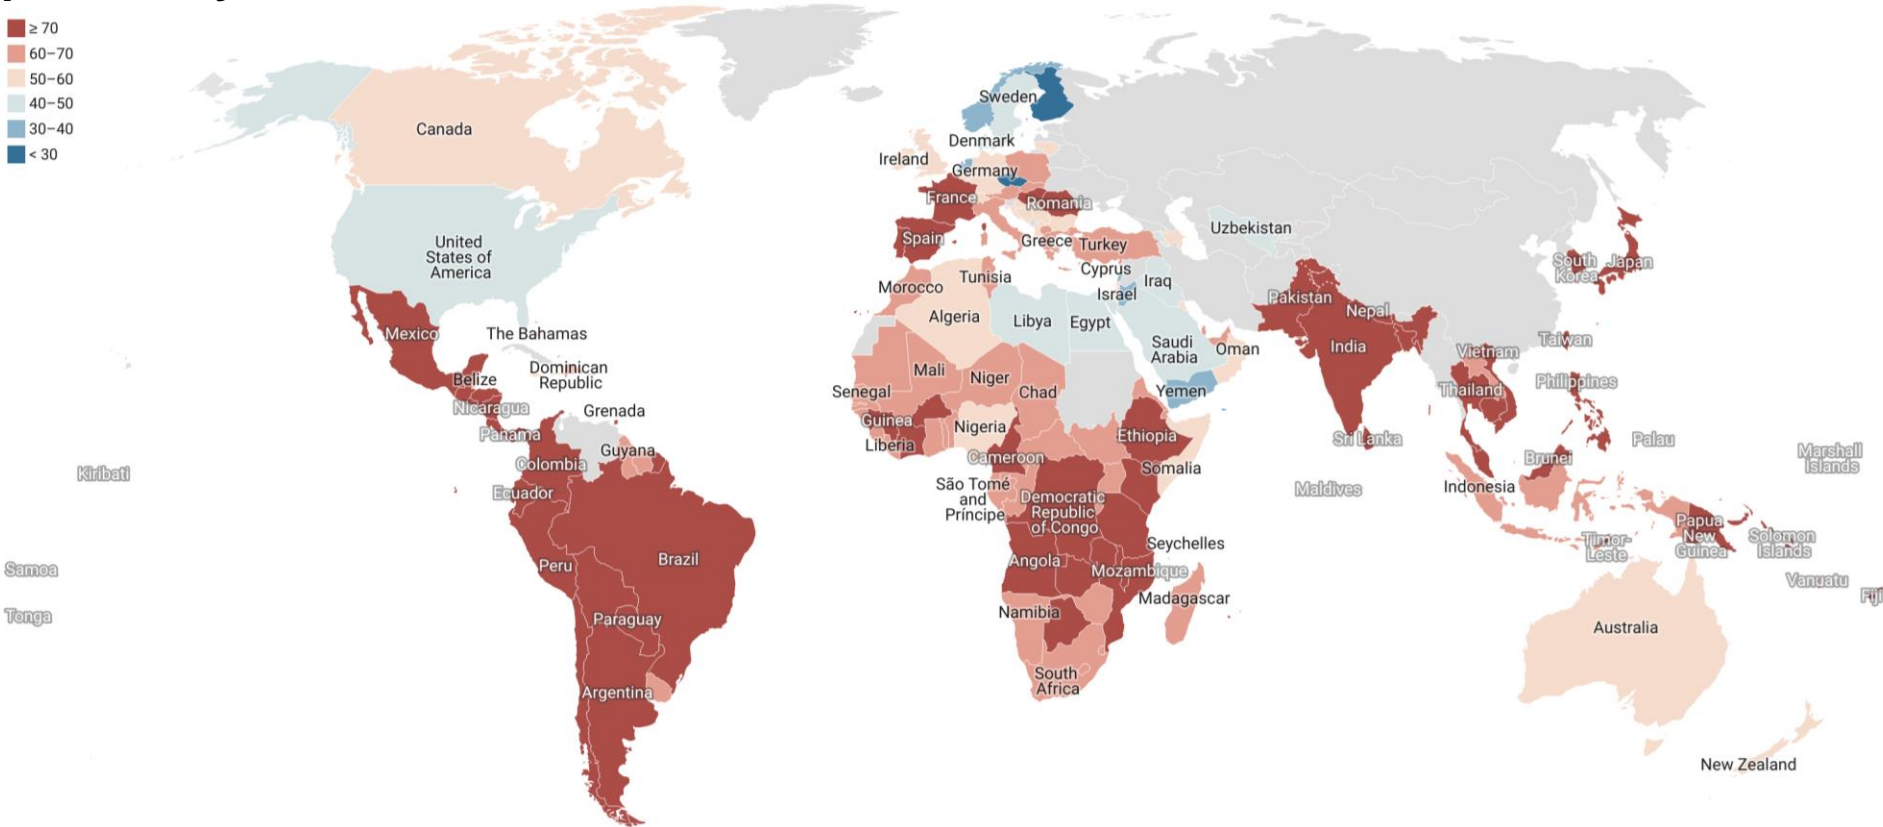 ≥ 70
60–70
50–60
40–50
30–40
< 30
Canada
United
States of
America
Mexico
The Bahamas
Dominican
Republic
Belize
Nicaragua
Grenada
Panama
Guyana
Colombia
Ecuador
Kiribati
Samoa
Tonga
Peru
Brazil
Paraguay
Argentina
Sweden
Denmark
Ireland
Germany
France
Romania
Spain
Greece
Turkey
Uzbekistan
Cyprus
Tunisia
Morocco
Israel
Iraq
Algeria
Libya
Egypt
Saudi
Arabia
Oman
Yemen
Mali
Niger
Chad
Senegal
Guinea
Nigeria
Liberia
Cameroon
Ethiopia
Somalia
São Tomé
and
Príncipe
Democratic
Republic
of Congo
Seychelles
Angola
Mozambique
Madagascar
Namibia
South
Africa
South
Korea
Japan
Pakistan
Nepal
India
Taiwan
Vietnam
Thailand
Philippines
Sri Lanka
Palau
Marshall
Islands
Brunei
Maldives
Indonesia
Papua
New
Guinea
Timor-
Leste
Solomon
Islands
Vanuatu
Fiji
Australia
New Zealand